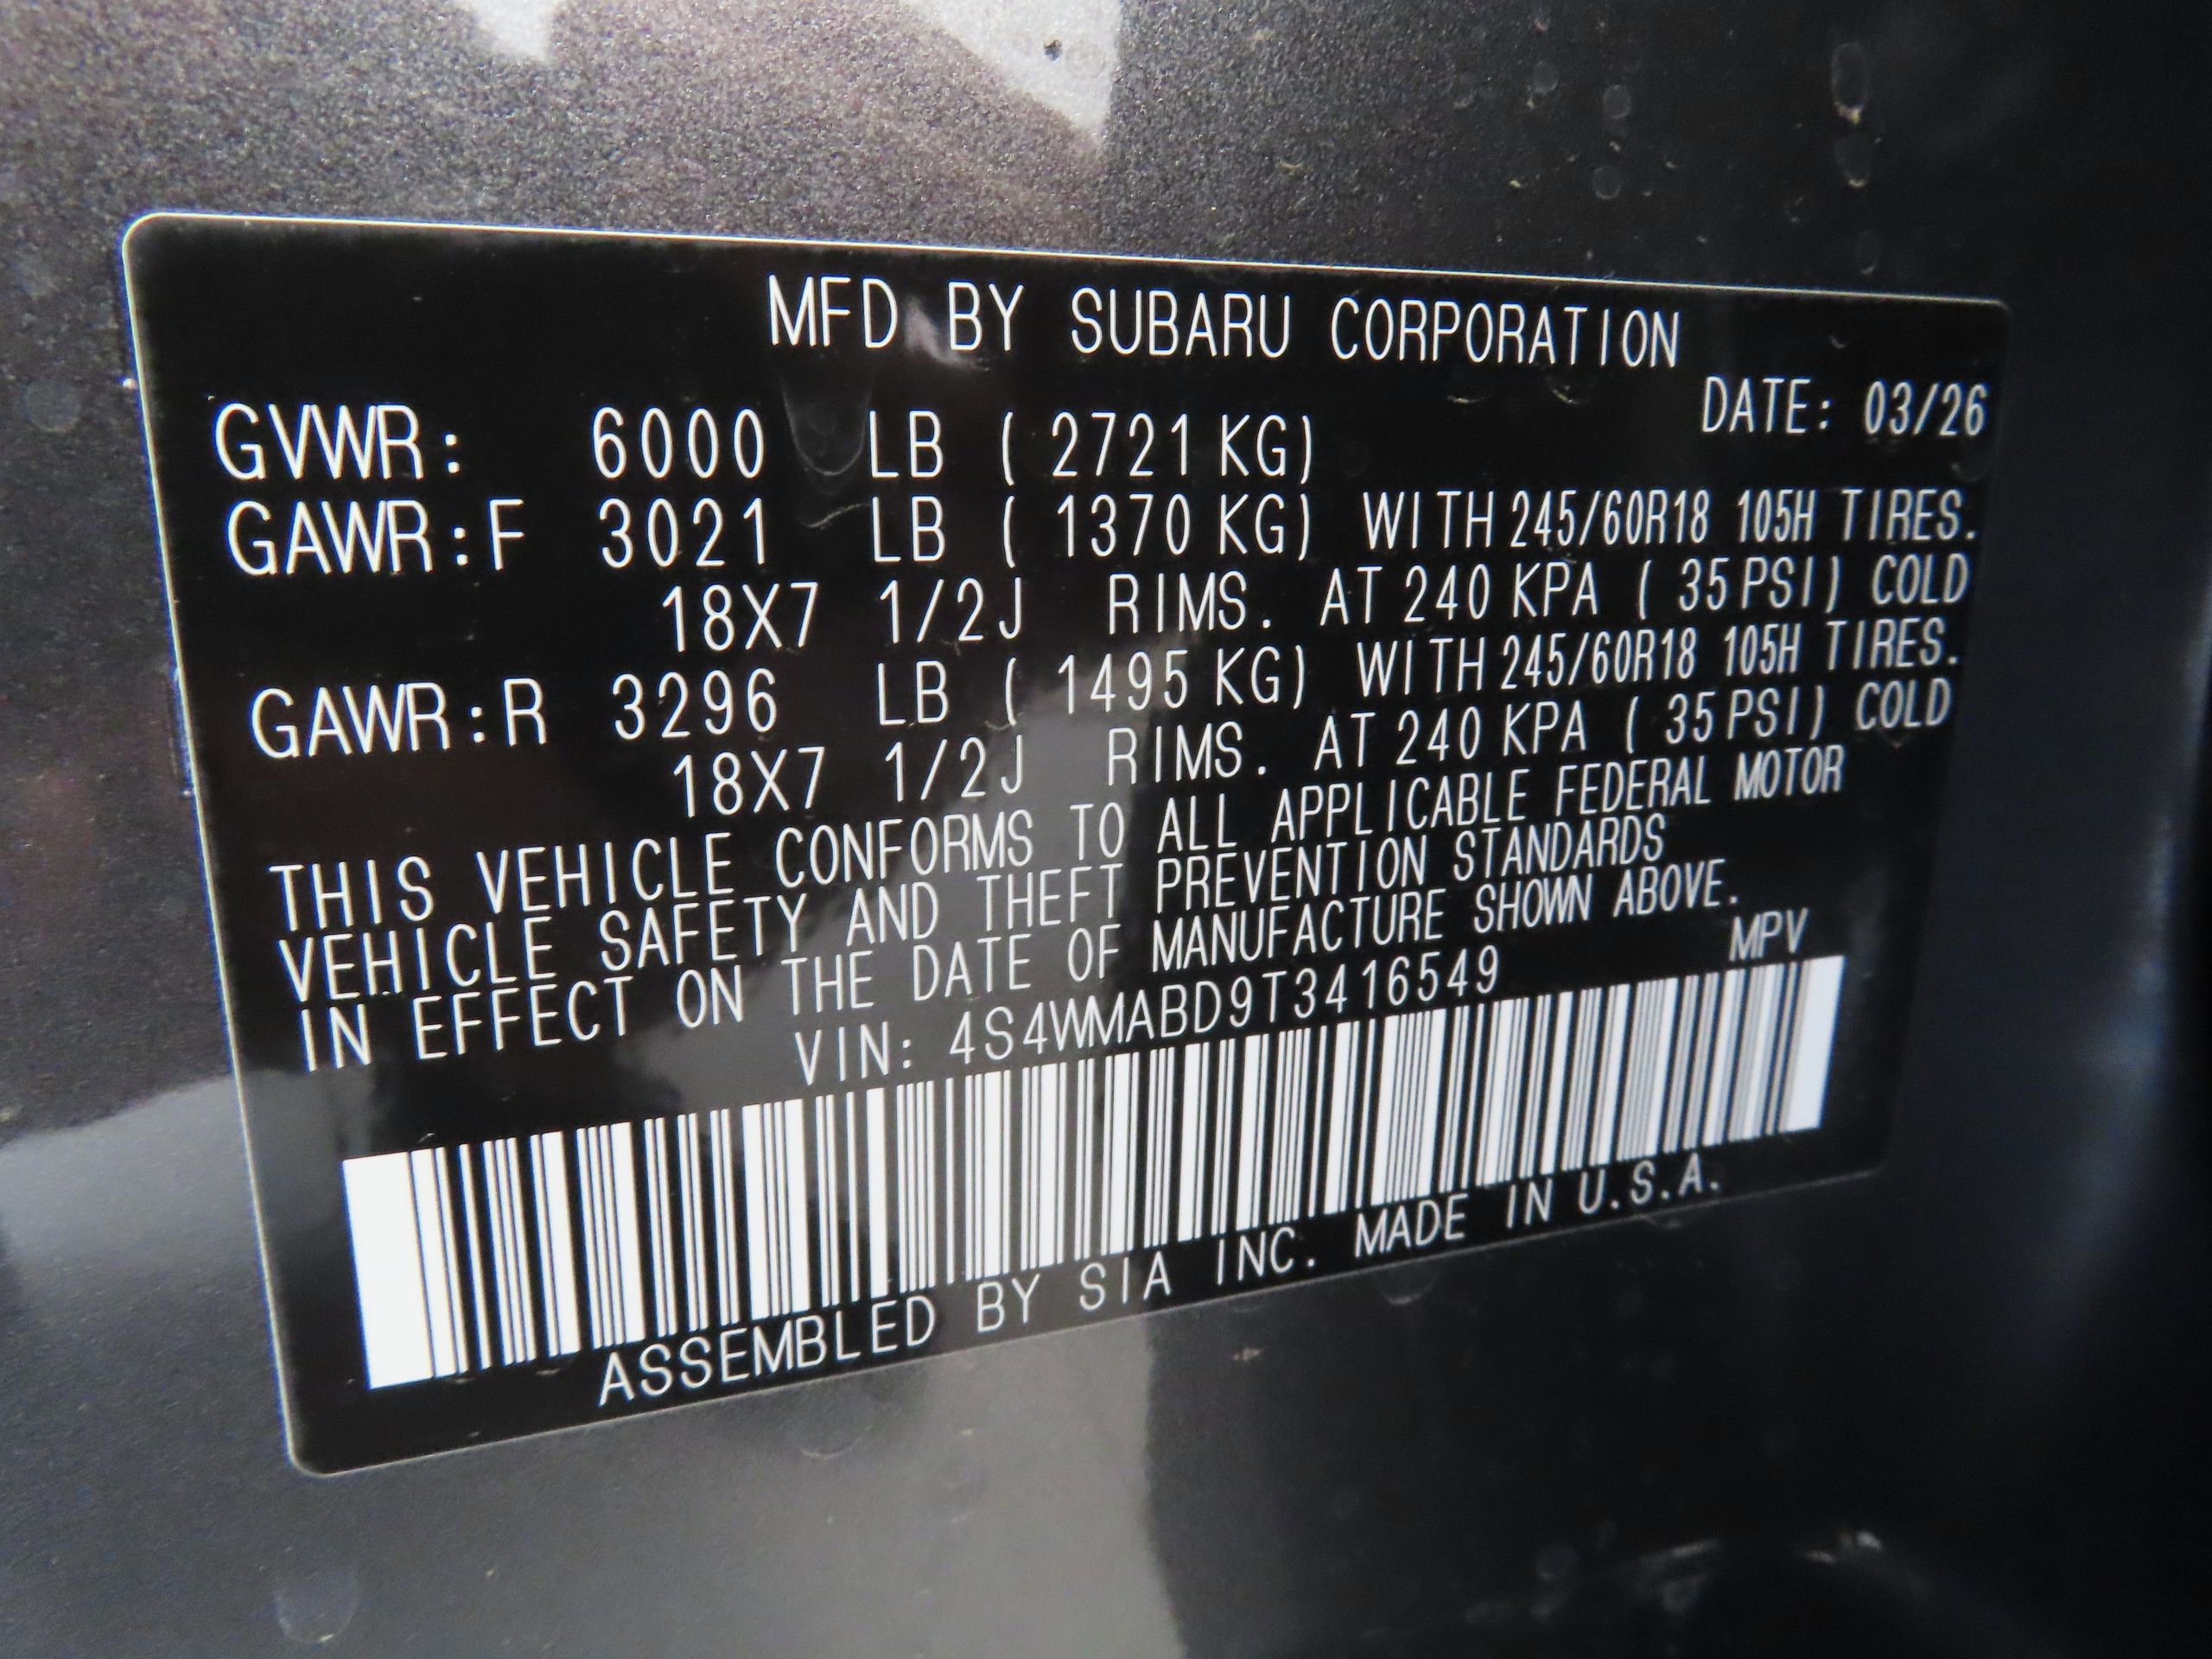 MFD BY SUBARU CORPORATION
DATE: 03/26
GVWR: 6000 LB ( 2721 KG)
GAWR:F 3021 LB ( 1370 KG) WITH 245/60R18 105H TIRES.
18X7 1/2J RIMS. AT 240 KPA ( 35 PSI) COLD
GAWR:R 3296 LB ( 1495 KG) WITH 245/60R18 105H TIRES.
18X7 1/2J RIMS. AT 240 KPA ( 35 PSI) COLD
THIS VEHICLE CONFORMS TO ALL APPLICABLE FEDERAL MOTOR
VEHICLE SAFETY AND THEFT PREVENTION STANDARDS
IN EFFECT ON THE DATE OF MANUFACTURE SHOWN ABOVE.
VIN: 4S4WMABD9T3416549 MPV
ASSEMBLED BY SIA INC. MADE IN U.S.A.